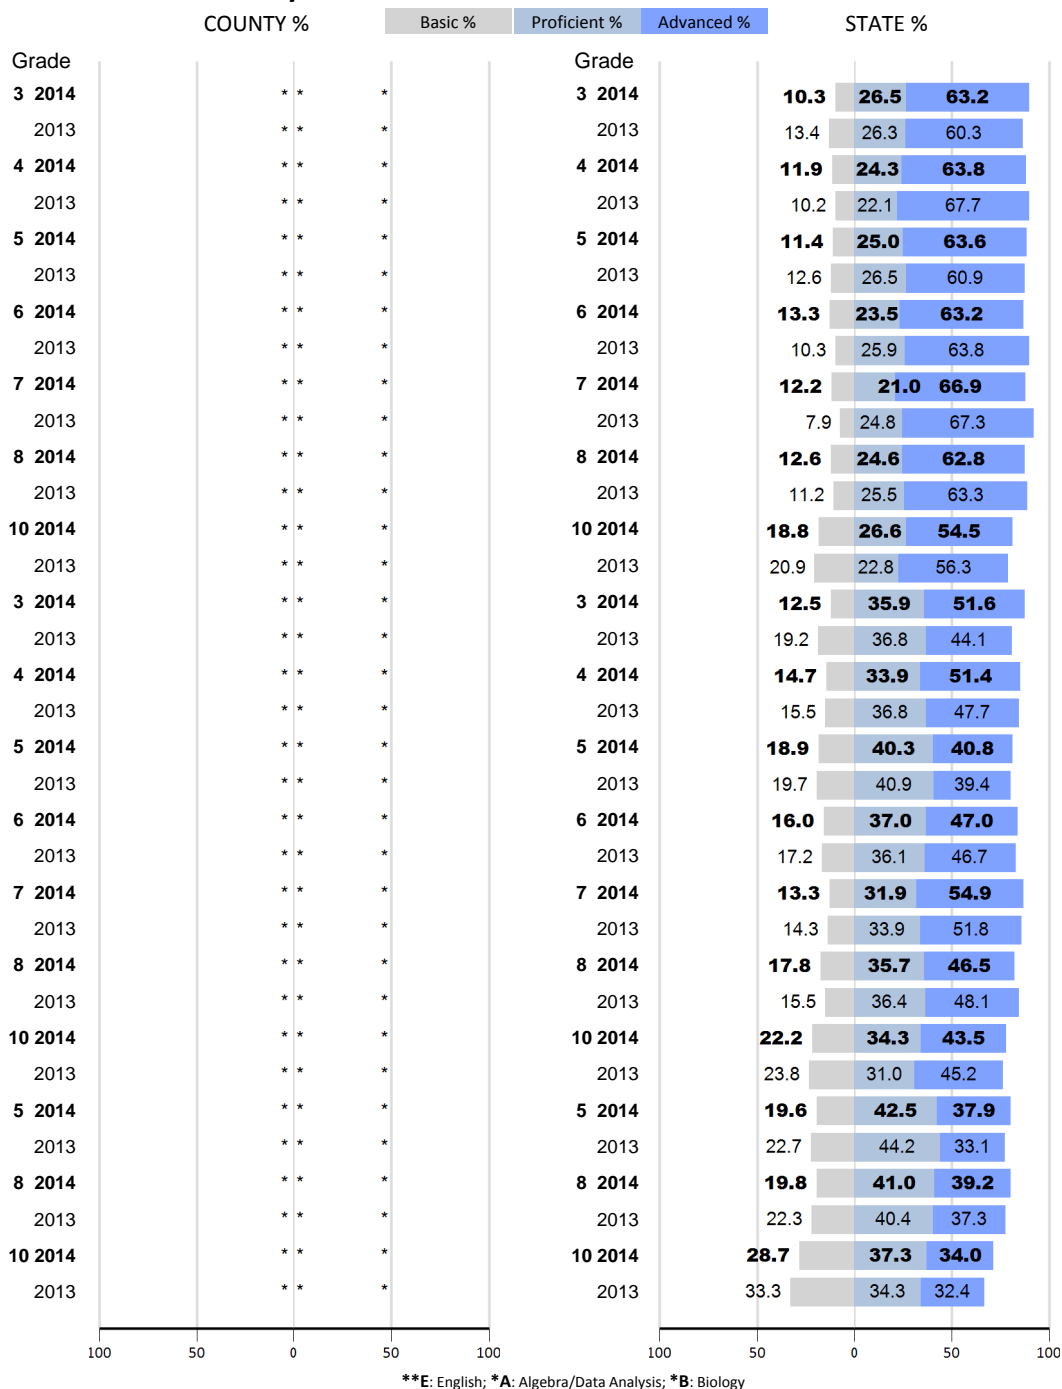 COUNTY % Basic % Proficient % Advanced % STATE %
Grade Grade
3 2014 * * * 3 2014 10.3 26.5 63.2
2013 * * * 2013 13.4 26.3 60.3
4 2014 * * * 4 2014 11.9 24.3 63.8
2013 * * * 2013 10.2 22.1 67.7
5 2014 * * * 5 2014 11.4 25.0 63.6
2013 * * * 2013 12.6 26.5 60.9
6 2014 * * * 6 2014 13.3 23.5 63.2
2013 * * * 2013 10.3 25.9 63.8
7 2014 * * * 7 2014 12.2 21.0 66.9
2013 * * * 2013 7.9 24.8 67.3
8 2014 * * * 8 2014 12.6 24.6 62.8
2013 * * * 2013 11.2 25.5 63.3
10 2014 * * * 10 2014 18.8 26.6 54.5
2013 * * * 2013 20.9 22.8 56.3
3 2014 * * * 3 2014 12.5 35.9 51.6
2013 * * * 2013 19.2 36.8 44.1
4 2014 * * * 4 2014 14.7 33.9 51.4
2013 * * * 2013 15.5 36.8 47.7
5 2014 * * * 5 2014 18.9 40.3 40.8
2013 * * * 2013 19.7 40.9 39.4
6 2014 * * * 6 2014 16.0 37.0 47.0
2013 * * * 2013 17.2 36.1 46.7
7 2014 * * * 7 2014 13.3 31.9 54.9
2013 * * * 2013 14.3 33.9 51.8
8 2014 * * * 8 2014 17.8 35.7 46.5
2013 * * * 2013 15.5 36.4 48.1
10 2014 * * * 10 2014 22.2 34.3 43.5
2013 * * * 2013 23.8 31.0 45.2
5 2014 * * * 5 2014 19.6 42.5 37.9
2013 * * * 2013 22.7 44.2 33.1
8 2014 * * * 8 2014 19.8 41.0 39.2
2013 * * * 2013 22.3 40.4 37.3
10 2014 * * * 10 2014 28.7 37.3 34.0
2013 * * * 2013 33.3 34.3 32.4
100 50 0 50 100 100 50 0 50 100
**E: English; *A: Algebra/Data Analysis; *B: Biology